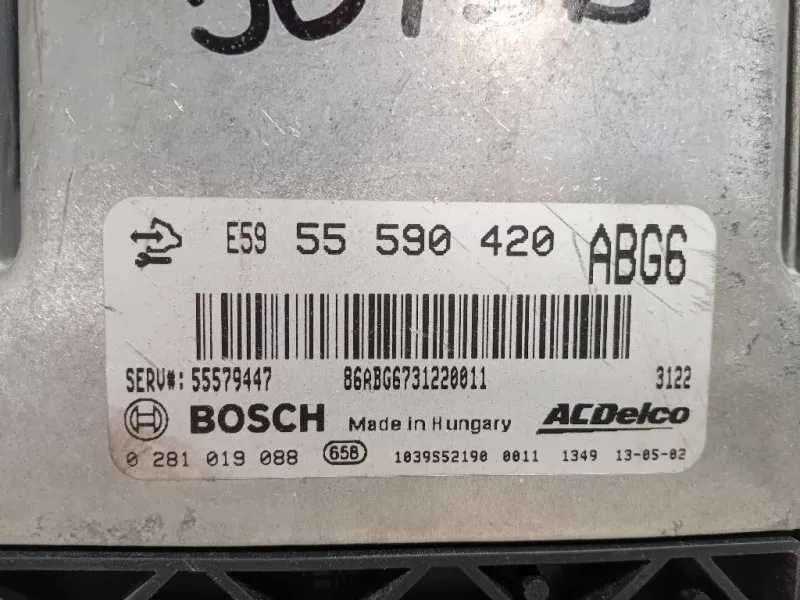 E59 55 590 420 ABG6
SERV#: 55579447 86ABG6731220011 3122
BOSCH Made in Hungary ACDelco
0 281 019 088 658 1039S52190 0011 1349 13-05-02